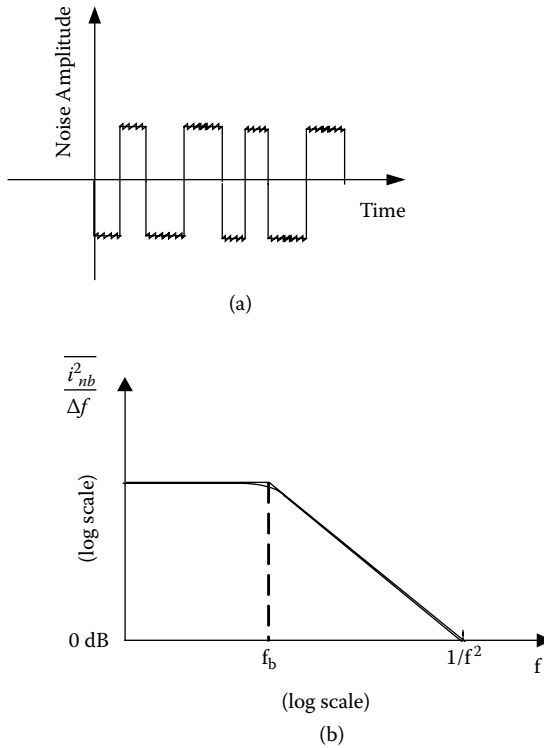 Noise Amplitude
Time
(a)
i²nb
Δf
(log scale)
0 dB
fb
1/f²
f
(log scale)
(b)